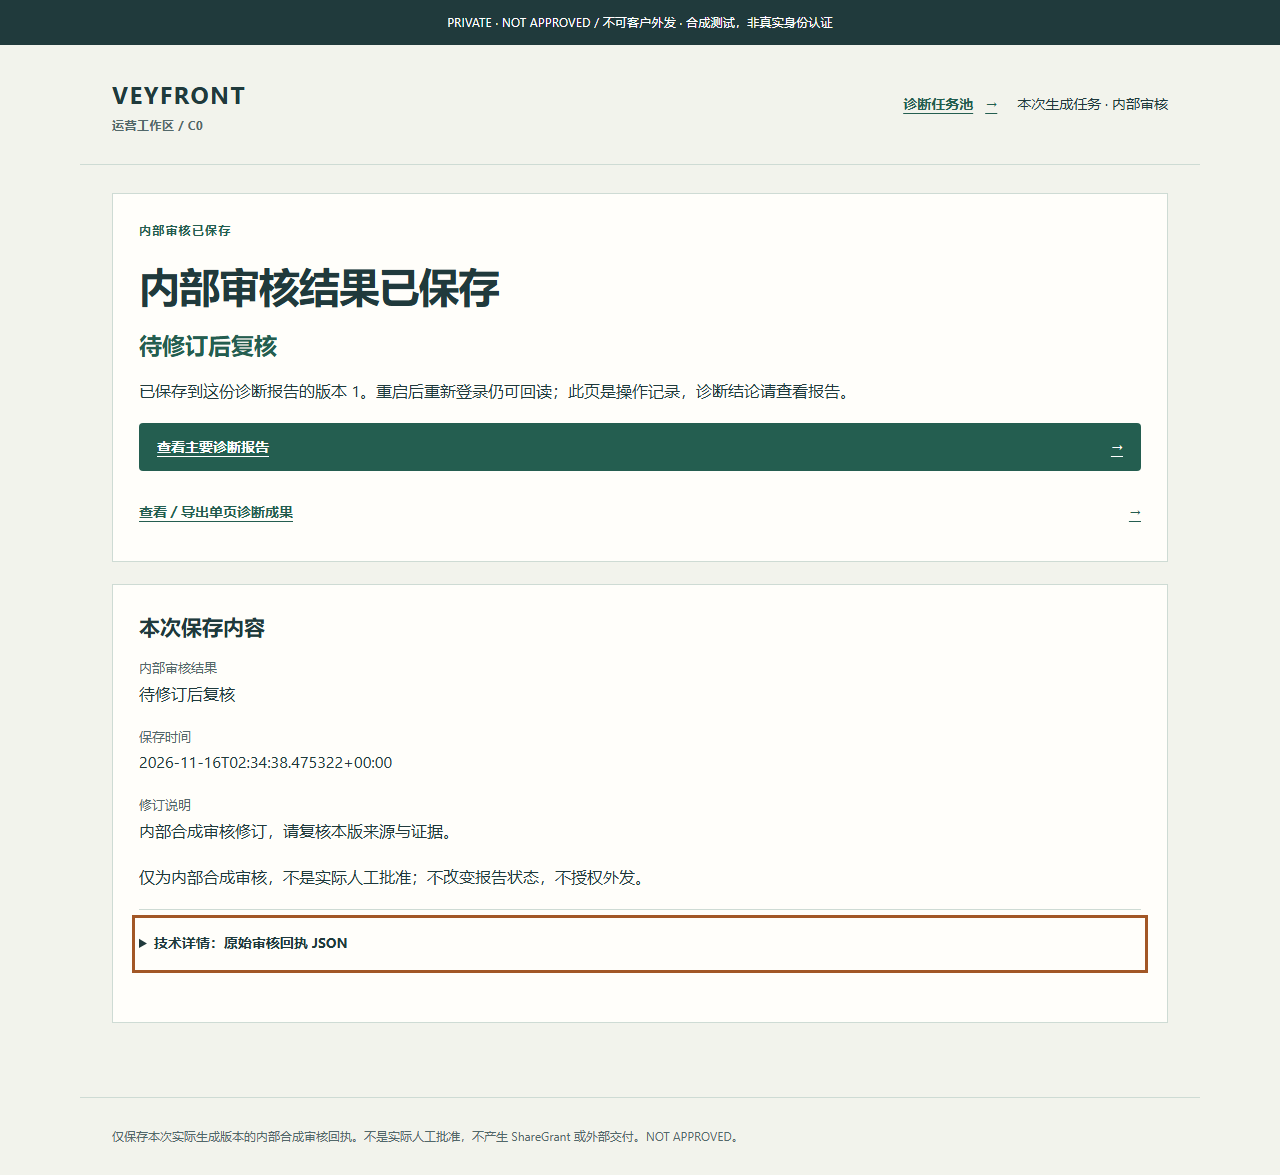 PRIVATE · NOT APPROVED / 不可客户外发 · 合成测试，非真实身份认证
VEYFRONT
运营工作区 / C0
诊断任务池 → 本次生成任务 · 内部审核
内部审核已保存
内部审核结果已保存
待修订后复核
已保存到这份诊断报告的版本 1。重启后重新登录仍可回读；此页是操作记录，诊断结论请查看报告。
查看主要诊断报告 →
查看 / 导出单页诊断成果 →
本次保存内容
内部审核结果
待修订后复核
保存时间
2026-11-16T02:34:38.475322+00:00
修订说明
内部合成审核修订，请复核本版来源与证据。
仅为内部合成审核，不是实际人工批准；不改变报告状态，不授权外发。
▶ 技术详情：原始审核回执 JSON
仅保存本次实际生成版本的内部合成审核回执。不是实际人工批准，不产生 ShareGrant 或外部交付。NOT APPROVED。